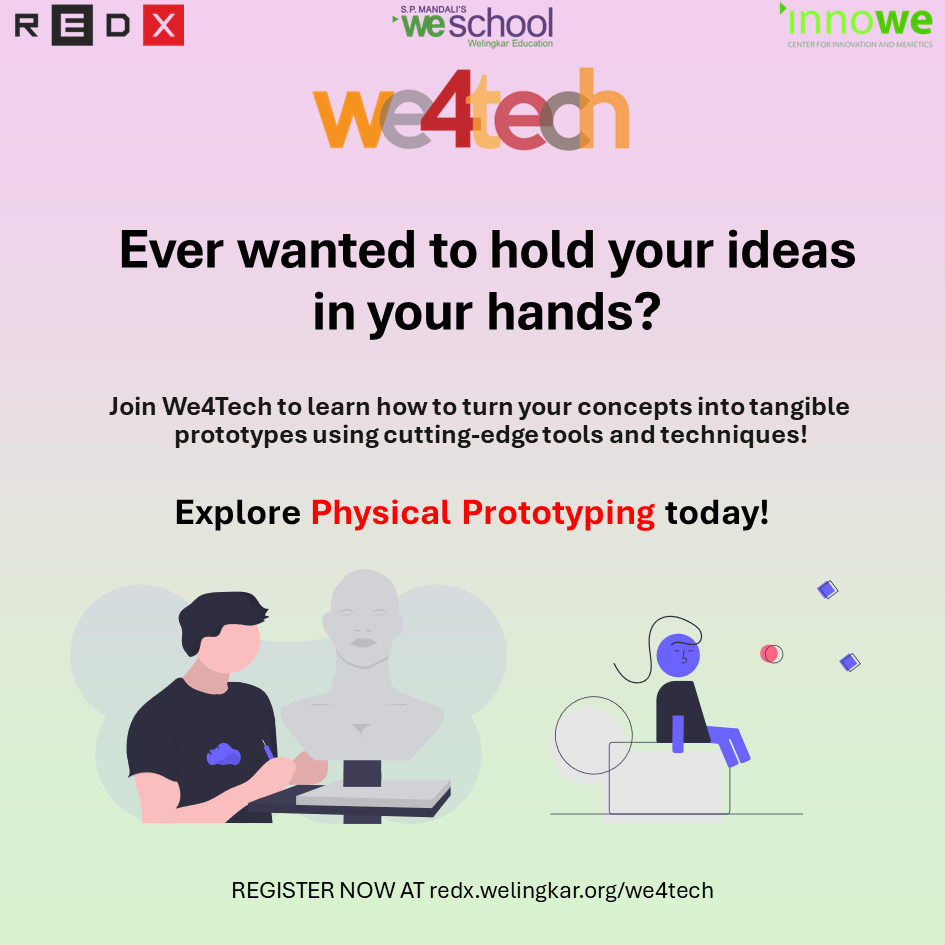 REDX
S.P. MANDALI'S
we school
Welingkar Education
innowe
CENTER FOR INNOVATION AND MEMETICS
we4tech
Ever wanted to hold your ideas
in your hands?
Join We4Tech to learn how to turn your concepts into tangible
prototypes using cutting-edge tools and techniques!
Explore Physical Prototyping today!
REGISTER NOW AT redx.welingkar.org/we4tech